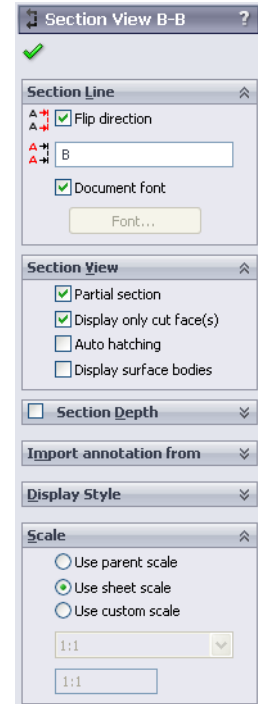 Section View B-B ?
Section Line
A A Flip direction
A A
A A B
Document font
Font...
Section View
Partial section
Display only cut face(s)
Auto hatching
Display surface bodies
Section Depth
Import annotation from
Display Style
Scale
Use parent scale
Use sheet scale
Use custom scale
1:1
1:1